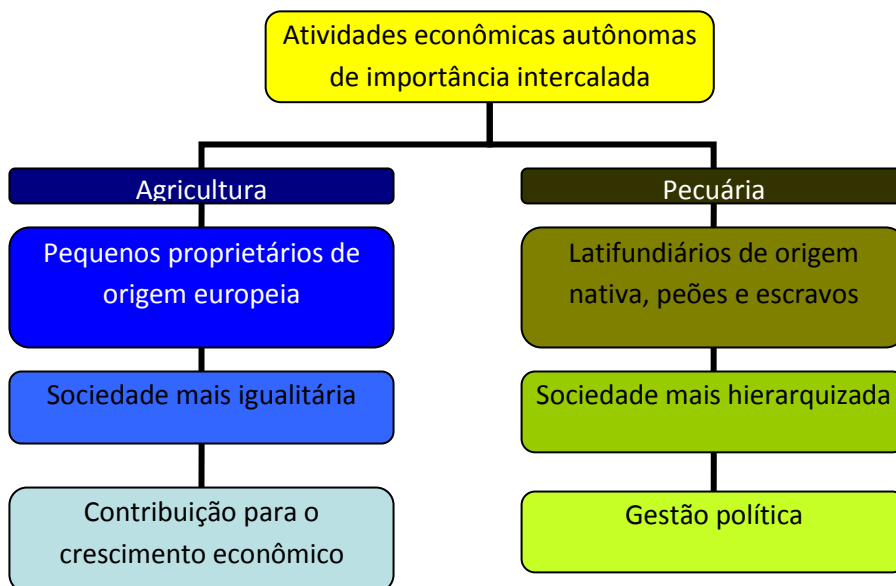 Atividades econômicas autônomas
de importância intercalada
Agricultura
Pecuária
Pequenos proprietários de
origem europeia
Latifundiários de origem
nativa, peões e escravos
Sociedade mais igualitária
Sociedade mais hierarquizada
Contribuição para o
crescimento econômico
Gestão política